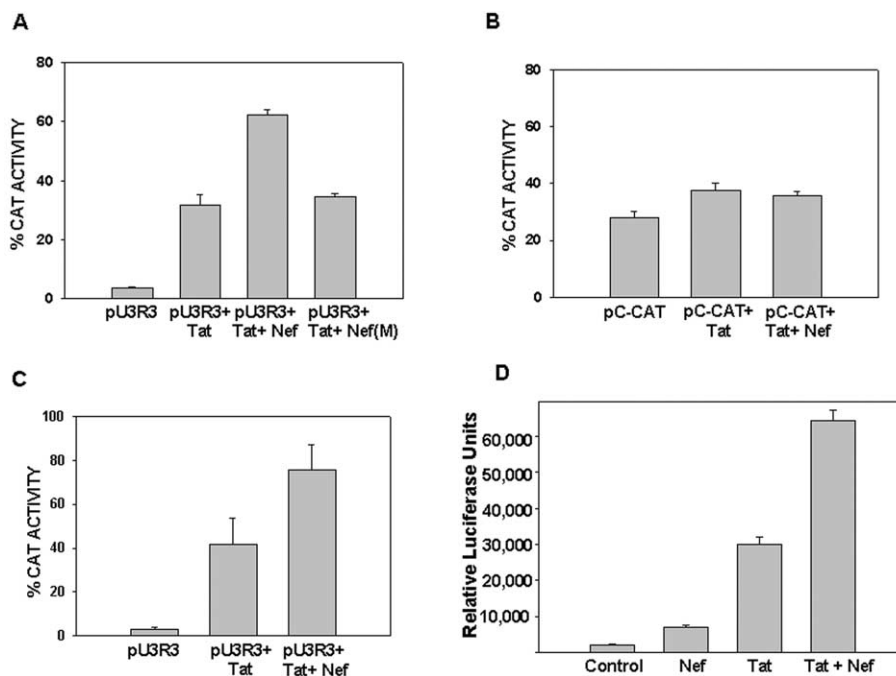 A
% CAT ACTIVITY
80
60
40
20
0
pU3R3
pU3R3+
Tat
pU3R3+
Tat+ Nef
pU3R3+
Tat+ Nef(M)
B
% CAT ACTIVITY
80
60
40
20
0
pC-CAT
pC-CAT+
Tat
pC-CAT+
Tat+ Nef
C
% CAT ACTIVITY
100
80
60
40
20
0
pU3R3
pU3R3+
Tat
pU3R3+
Tat+ Nef
D
Relative Luciferase Units
60,000
50,000
40,000
30,000
20,000
10,000
Control
Nef
Tat
Tat + Nef